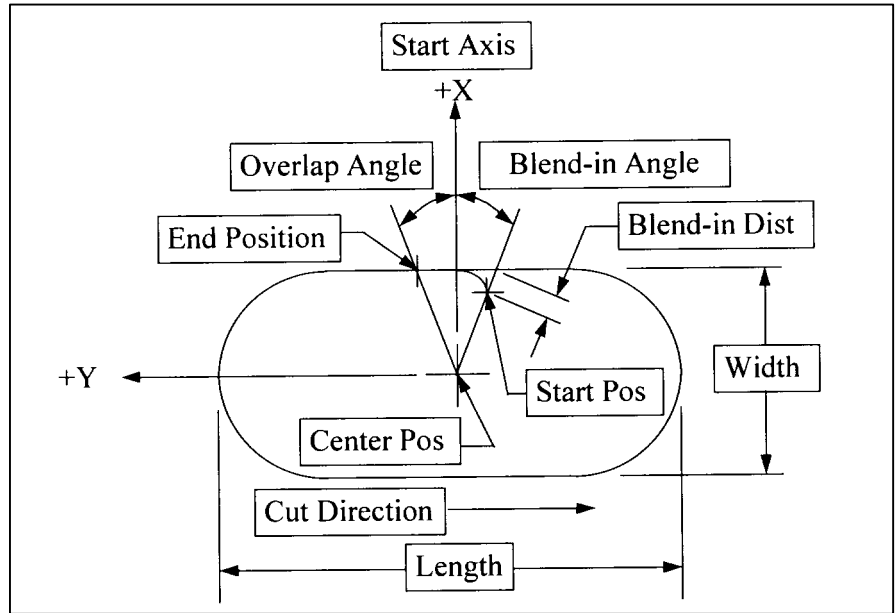 Start Axis
+X
Overlap Angle
Blend-in Angle
End Position
Blend-in Dist
+Y
Width
Start Pos
Center Pos
Cut Direction
Length